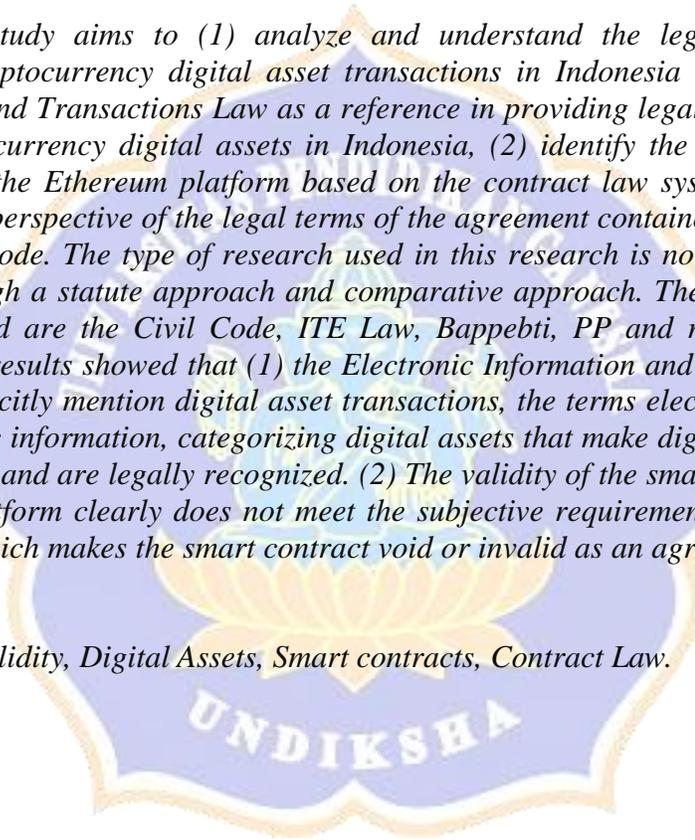 tudy aims to (1) analyze and understand the leg
ptocurrency digital asset transactions in Indonesia
nd Transactions Law as a reference in providing legal
currency digital assets in Indonesia, (2) identify the
the Ethereum platform based on the contract law sys
perspective of the legal terms of the agreement contain
ode. The type of research used in this research is no
gh a statute approach and comparative approach. The
d are the Civil Code, ITE Law, Bappebti, PP and r
results showed that (1) the Electronic Information and
citly mention digital asset transactions, the terms elec
c information, categorizing digital assets that make dig
and are legally recognized. (2) The validity of the sma
tform clearly does not meet the subjective requiremen
ich makes the smart contract void or invalid as an agr
lidity, Digital Assets, Smart contracts, Contract Law.
UNIVERSITAS PENDIDIKAN GANESHA
UNDIKSHA